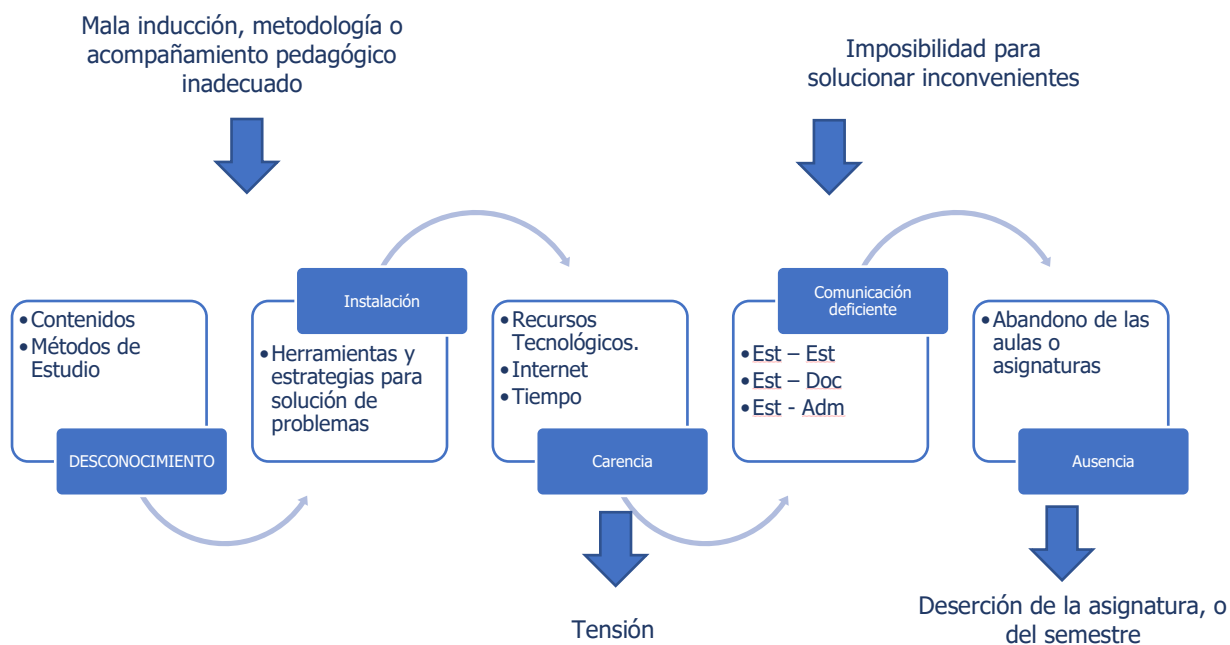 Mala inducción, metodología o
acompañamiento pedagógico
inadecuado
Imposibilidad para
solucionar inconvenientes
•Contenidos
•Métodos de
Estudio
DESCONOCIMIENTO
Instalación
•Herramientas y
estrategias para
solución de
problemas
•Recursos
Tecnológicos.
•Internet
•Tiempo
Carencia
Comunicación
deficiente
•Est – Est
•Est – Doc
•Est - Adm
•Abandono de las
aulas o
asignaturas
Ausencia
Tensión
Deserción de la asignatura, o
del semestre